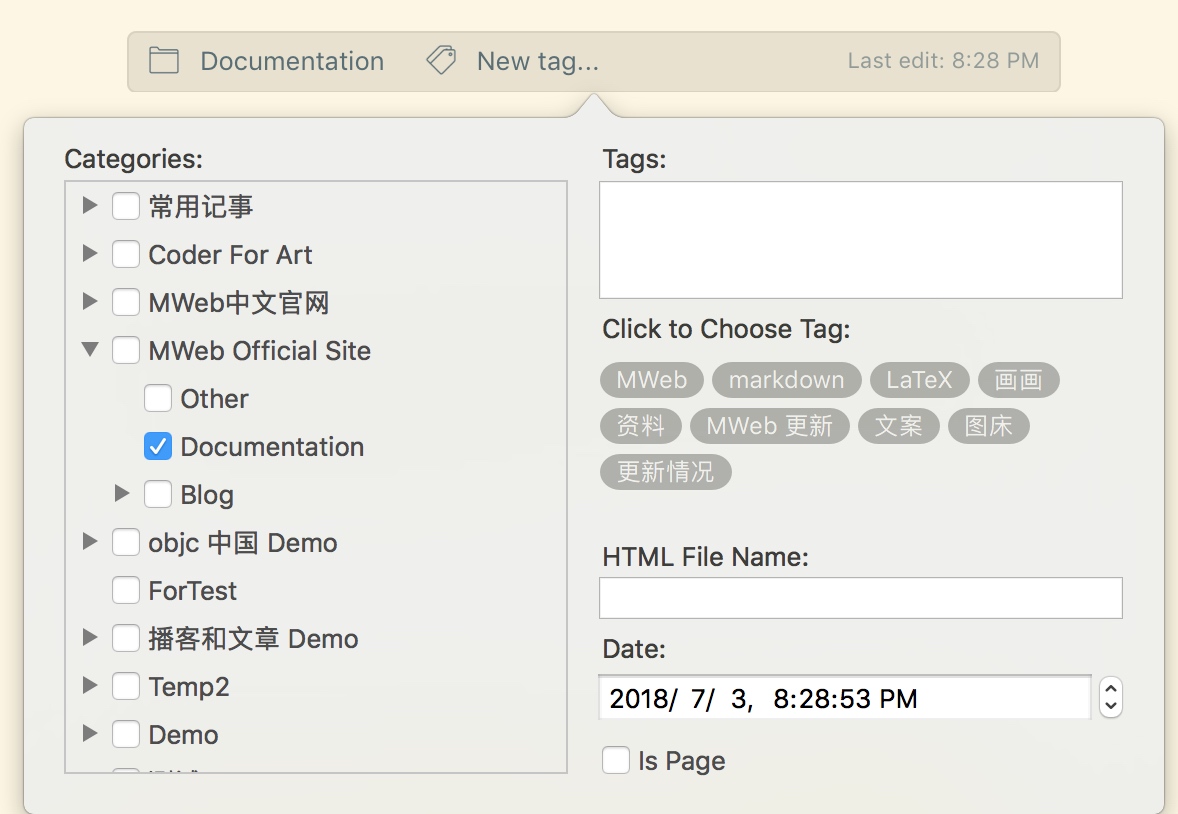 Documentation New tag... Last edit: 8:28 PM
Categories:
常用记事
Coder For Art
MWeb中文官网
MWeb Official Site
Other
Documentation
Blog
objc 中国 Demo
ForTest
播客和文章 Demo
Temp2
Demo
Tags:
Click to Choose Tag:
MWeb markdown LaTeX 画画
资料 MWeb 更新 文案 图床
更新情况
HTML File Name:
Date:
2018/ 7/ 3, 8:28:53 PM
Is Page